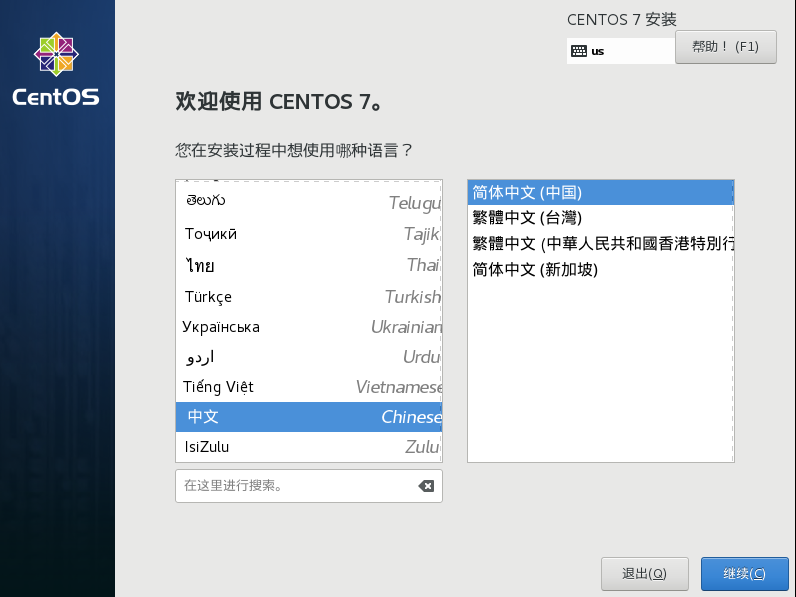 CentOS
CENTOS 7 安装
us
帮助！ (F1)
欢迎使用 CENTOS 7。
您在安装过程中想使用哪种语言？
తెలుగు Telugu
Тоҷикӣ Tajik
ไทย Thai
Türkçe Turkish
Українська Ukrainian
اردو Urdu
Tiếng Việt Vietnamese
中文 Chinese
IsiZulu Zulu
在这里进行搜索。
简体中文 (中国)
繁體中文 (台灣)
繁體中文 (中華人民共和國香港特別行
简体中文 (新加坡)
退出(Q)
继续(C)